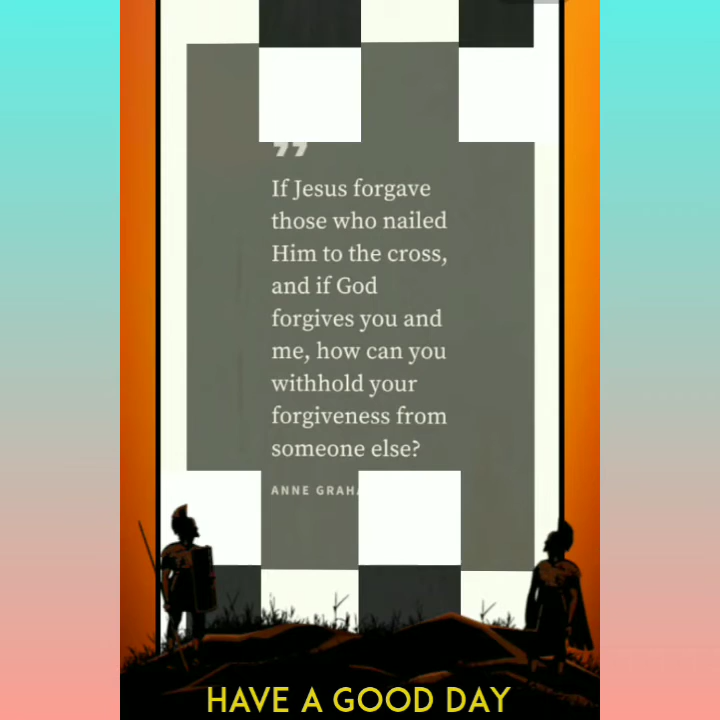 ”
If Jesus forgave
those who nailed
Him to the cross,
and if God
forgives you and
me, how can you
withhold your
forgiveness from
someone else?
ANNE
HAVE A GOOD DAY